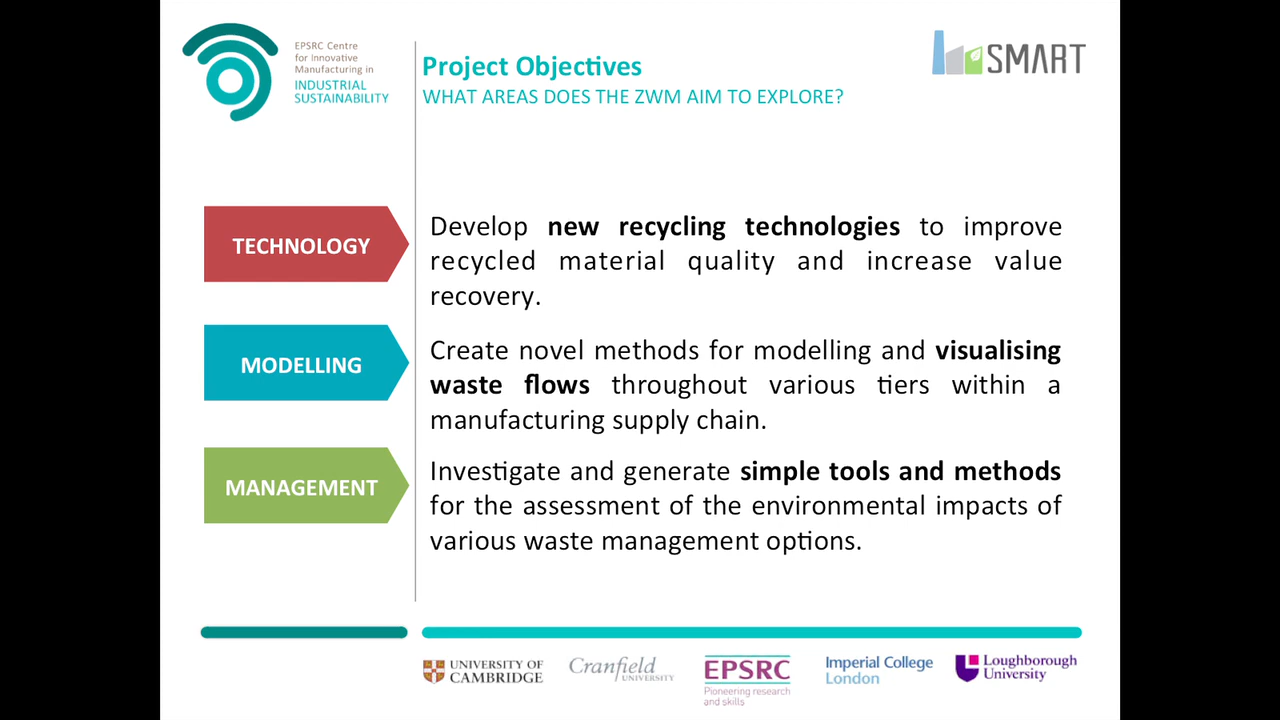 EPSRC Centre
for Innovative
Manufacturing in
INDUSTRIAL
SUSTAINABILITY
Project Objectives
WHAT AREAS DOES THE ZWM AIM TO EXPLORE?
SMART
TECHNOLOGY
Develop new recycling technologies to improve
recycled material quality and increase value
recovery.
MODELLING
Create novel methods for modelling and visualising
waste flows throughout various tiers within a
manufacturing supply chain.
MANAGEMENT
Investigate and generate simple tools and methods
for the assessment of the environmental impacts of
various waste management options.
UNIVERSITY OF
CAMBRIDGE
Cranfield
UNIVERSITY
EPSRC
Pioneering research
and skills
Imperial College
London
Loughborough
University